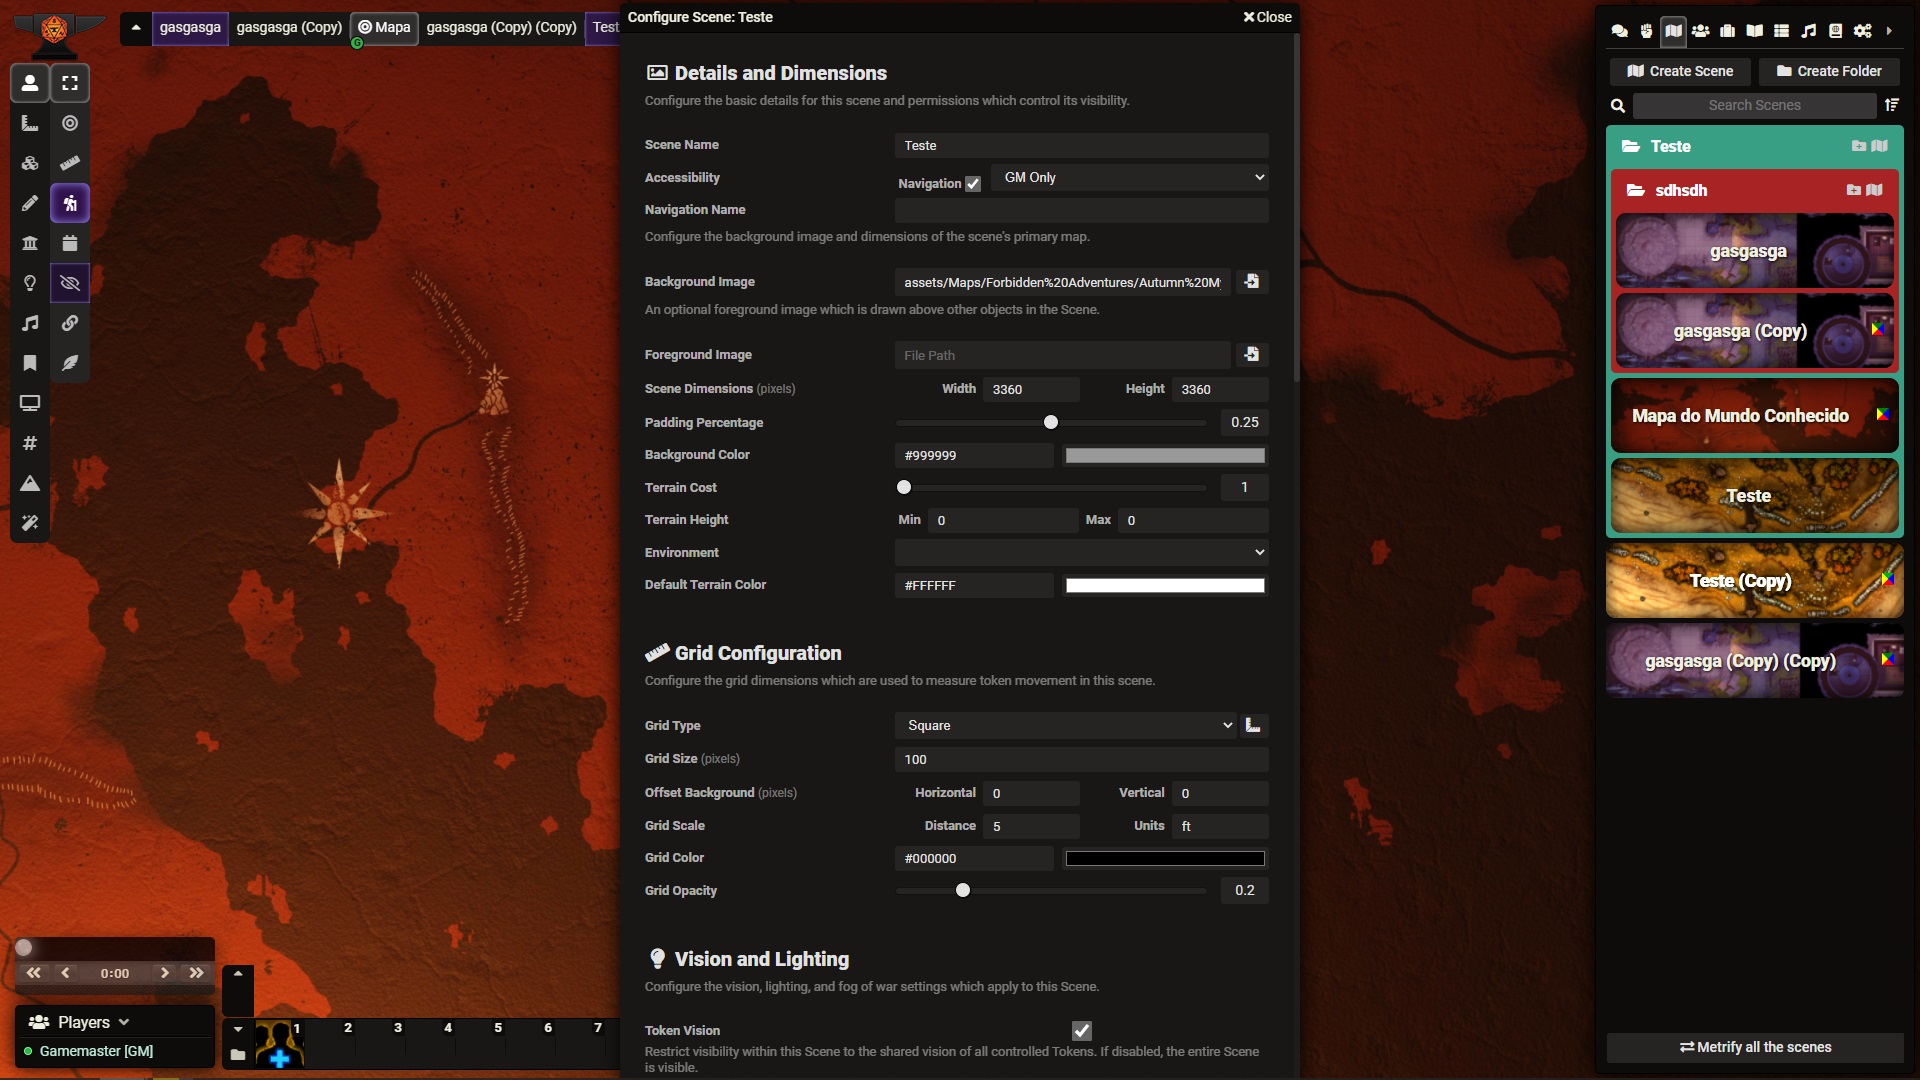 gasgasga
gasgasga (Copy)
Mapa
G
gasgasga (Copy) (Copy)
Test
Configure Scene: Teste
Close
Details and Dimensions
Configure the basic details for this scene and permissions which control its visibility.
Scene Name
Teste
Accessibility
Navigation
GM Only
Navigation Name
Configure the background image and dimensions of the scene's primary map.
Background Image
assets/Maps/Forbidden%20Adventures/Autumn%20M
An optional foreground image which is drawn above other objects in the Scene.
Foreground Image
File Path
Scene Dimensions (pixels)
Width 3360
Height 3360
Padding Percentage
0.25
Background Color
#999999
Terrain Cost
1
Terrain Height
Min 0
Max 0
Environment
Default Terrain Color
#FFFFFF
Grid Configuration
Configure the grid dimensions which are used to measure token movement in this scene.
Grid Type
Square
Grid Size (pixels)
100
Offset Background (pixels)
Horizontal 0
Vertical 0
Grid Scale
Distance 5
Units ft
Grid Color
#000000
Grid Opacity
0.2
Vision and Lighting
Configure the vision, lighting, and fog of war settings which apply to this Scene.
Token Vision
Restrict visibility within this Scene to the shared vision of all controlled Tokens. If disabled, the entire Scene
is visible.
Create Scene
Create Folder
Search Scenes
Teste
sdhsdh
gasgasga
gasgasga (Copy)
Mapa do Mundo Conhecido
Teste
Teste (Copy)
gasgasga (Copy) (Copy)
Metrify all the scenes
0:00
Players
Gamemaster [GM]
1 2 3 4 5 6 7